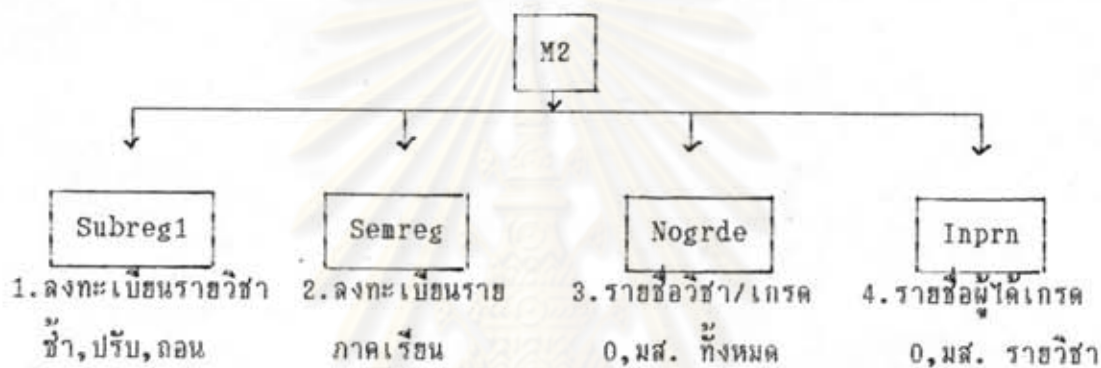 M2
Subreg1
Semreg
Nogrde
Inprn
1.ลงทะเบียนรายวิชา
ซ้ำ,ปรับ,ถอน
2.ลงทะเบียนราย
ภาคเรียน
3.รายชื่อวิชา/เกรด
0,มส. ทั้งหมด
4.รายชื่อผู้ได้เกรด
0,มส. รายวิชา